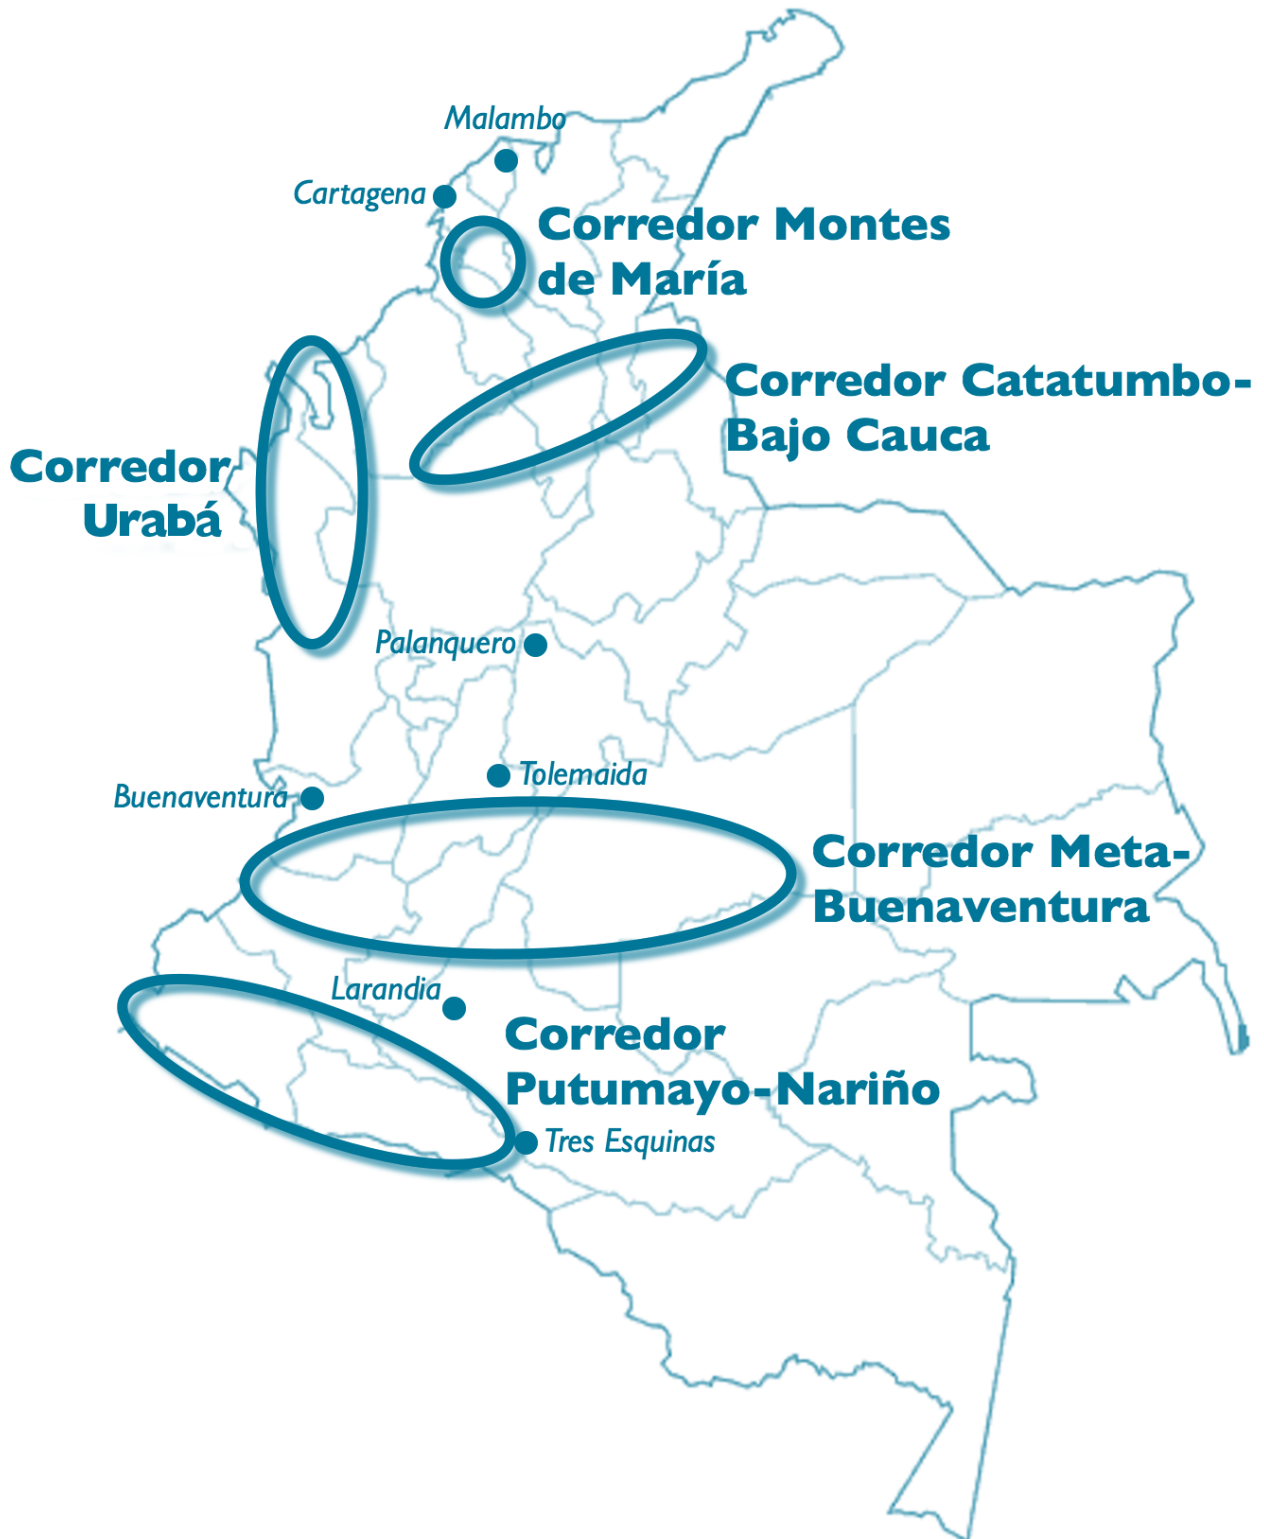 Malambo
Cartagena
Corredor Montes
de María
Corredor Catatumbo-
Bajo Cauca
Corredor
Urabá
Palanquero
Tolemaida
Buenaventura
Corredor Meta-
Buenaventura
Larandia
Corredor
Putumayo-Nariño
Tres Esquinas